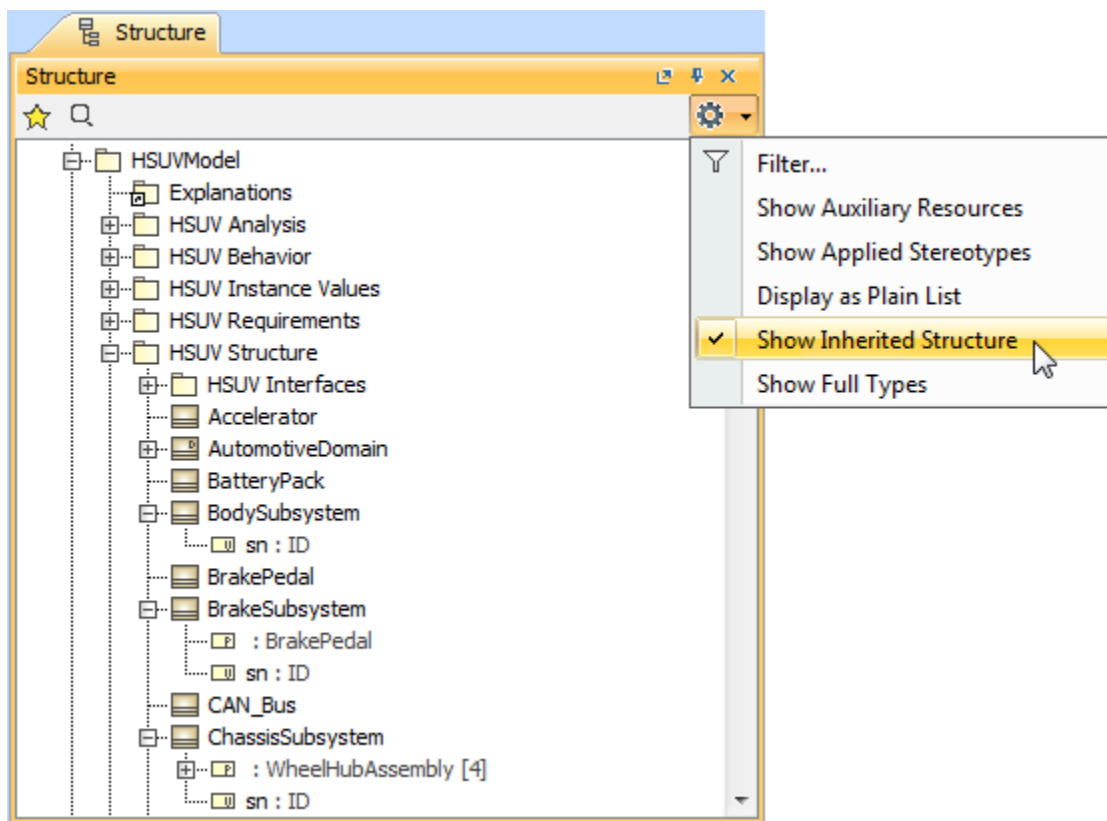 Structure
Structure
HSUVModel
Explanations
HSUV Analysis
HSUV Behavior
HSUV Instance Values
HSUV Requirements
HSUV Structure
HSUV Interfaces
Accelerator
AutomotiveDomain
BatteryPack
BodySubsystem
sn : ID
BrakePedal
BrakeSubsystem
: BrakePedal
sn : ID
CAN_Bus
ChassisSubsystem
: WheelHubAssembly [4]
sn : ID
Filter...
Show Auxiliary Resources
Show Applied Stereotypes
Display as Plain List
Show Inherited Structure
Show Full Types